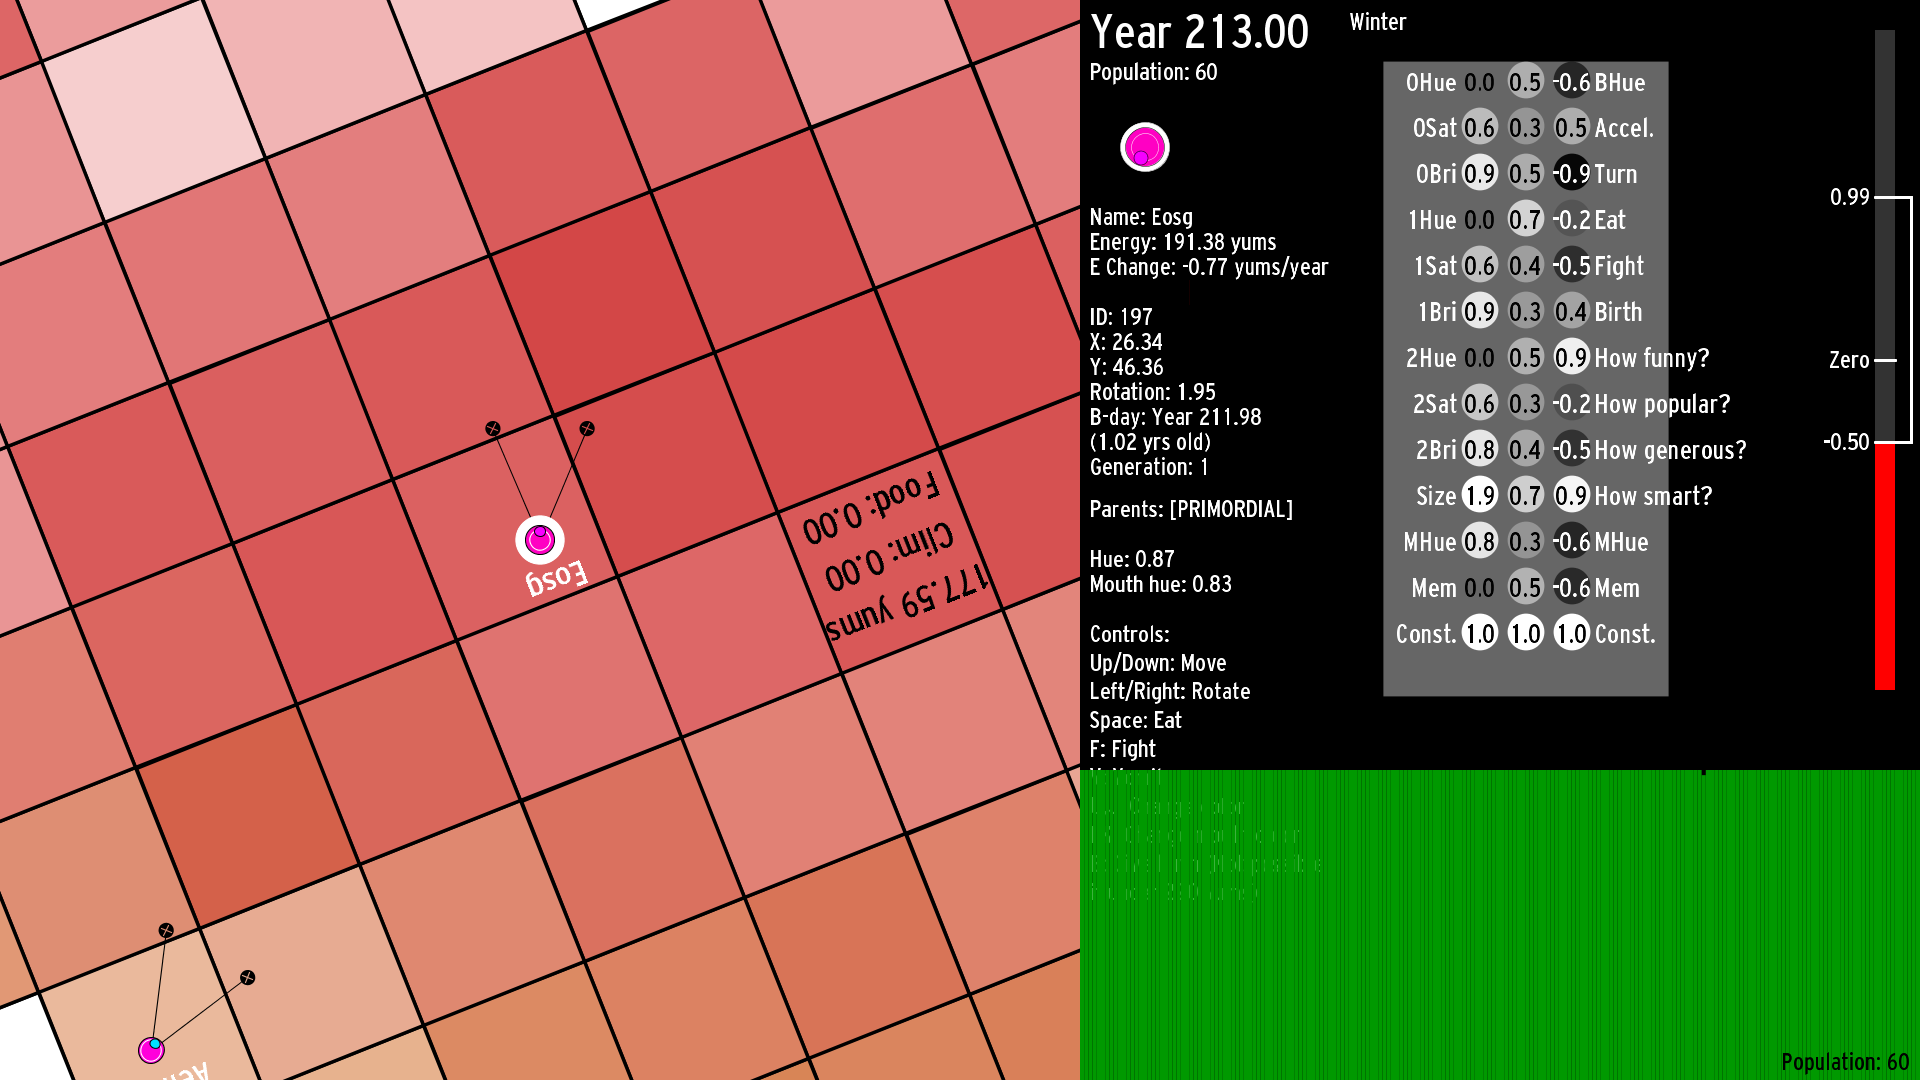 Year 213.00
Winter
Population: 60
Name: Eosg
Energy: 191.38 yums
E Change: -0.77 yums/year
ID: 197
X: 26.34
Y: 46.36
Rotation: 1.95
B-day: Year 211.98
(1.02 yrs old)
Generation: 1
Parents: [PRIMORDIAL]
Hue: 0.87
Mouth hue: 0.83
Controls:
Up/Down: Move
Left/Right: Rotate
Space: Eat
F: Fight
0Hue 0.0 0.5 -0.6 BHue
0Sat 0.6 0.3 0.5 Accel.
0Bri 0.9 0.5 -0.9 Turn
1Hue 0.0 0.7 -0.2 Eat
1Sat 0.6 0.4 -0.5 Fight
1Bri 0.9 0.3 0.4 Birth
2Hue 0.0 0.5 0.9 How funny?
2Sat 0.6 0.3 -0.2 How popular?
2Bri 0.8 0.4 -0.5 How generous?
Size 1.9 0.7 0.9 How smart?
MHue 0.8 0.3 -0.6 MHue
Mem 0.0 0.5 -0.6 Mem
Const. 1.0 1.0 1.0 Const.
0.99
Zero
-0.50
Eosg
177.59 yums
Clim: 0.00
Food: 0.00
Population: 60